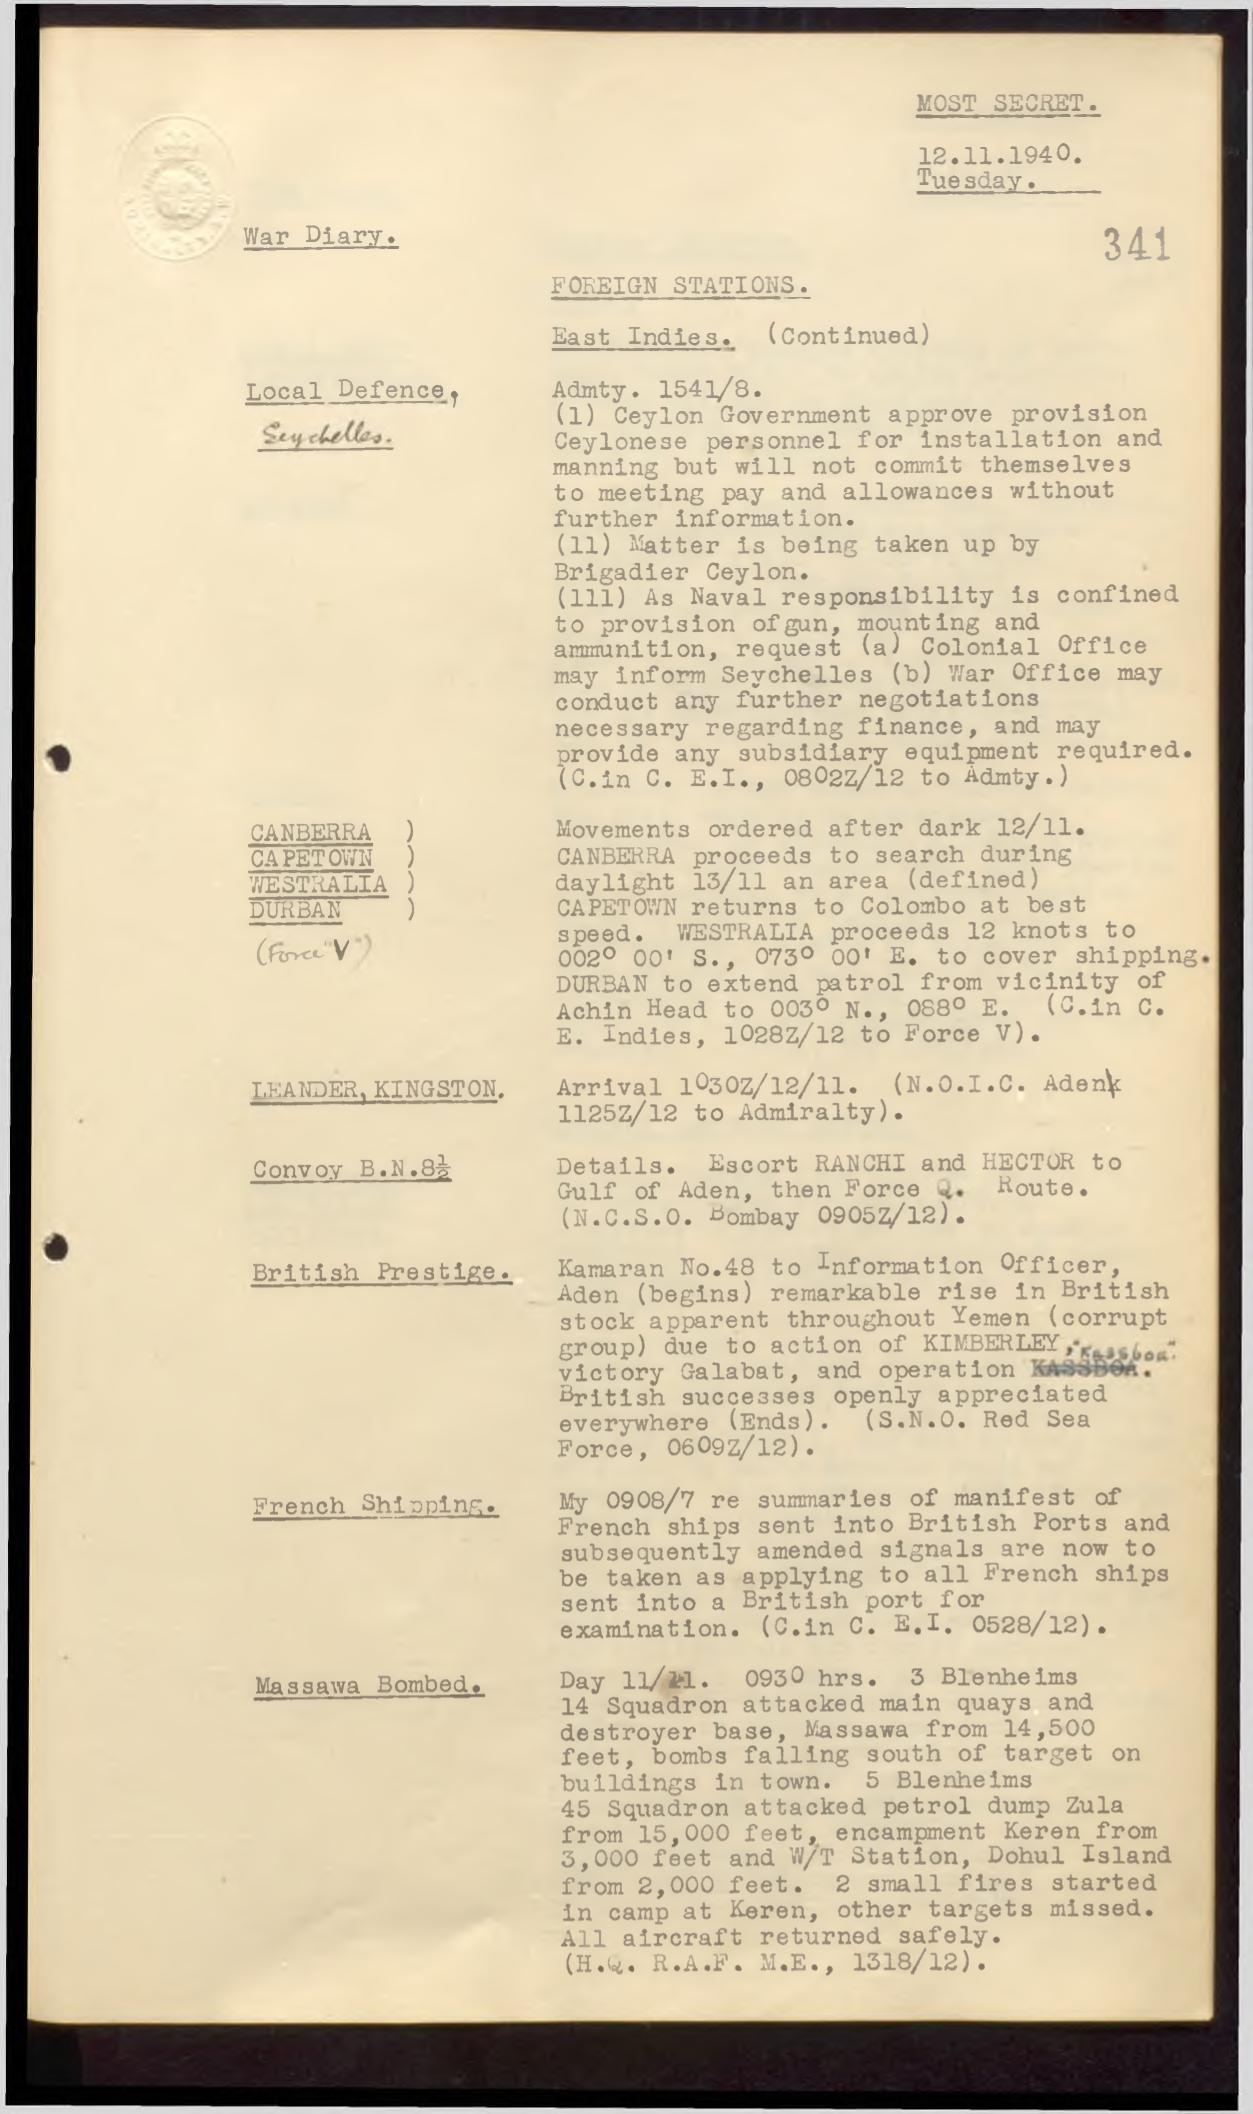 MOST SECRET.
12.11.1940.
Tuesday.
War Diary.
341
FOREIGN STATIONS.
East Indies. (Continued)
Local Defence,
Seychelles.
Admty. 1541/8.
(1) Ceylon Government approve provision
Ceylonese personnel for installation and
manning but will not commit themselves
to meeting pay and allowances without
further information.
(11) Matter is being taken up by
Brigadier Ceylon.
(111) As Naval responsibility is confined
to provision ofgun, mounting and
ammunition, request (a) Colonial Office
may inform Seychelles (b) War Office may
conduct any further negotiations
necessary regarding finance, and may
provide any subsidiary equipment required.
(C.in C. E.I., 0802Z/12 to Admty.)
CANBERRA )
CAPETOWN )
WESTRALIA )
DURBAN )
(Force "V")
Movements ordered after dark 12/11.
CANBERRA proceeds to search during
daylight 13/11 an area (defined)
CAPETOWN returns to Colombo at best
speed. WESTRALIA proceeds 12 knots to
002° 00' S., 073° 00' E. to cover shipping.
DURBAN to extend patrol from vicinity of
Achin Head to 003° N., 088° E. (C.in C.
E. Indies, 1028Z/12 to Force V).
LEANDER, KINGSTON.
Arrival 1030Z/12/11. (N.O.I.C. Aden
1125Z/12 to Admiralty).
Convoy B.N.8½
Details. Escort RANCHI and HECTOR to
Gulf of Aden, then Force Q. Route.
(N.C.S.O. Bombay 0905Z/12).
British Prestige.
Kamaran No.48 to Information Officer,
Aden (begins) remarkable rise in British
stock apparent throughout Yemen (corrupt
group) due to action of KIMBERLEY,
victory Galabat, and operation "Kassboa".
British successes openly appreciated
everywhere (Ends). (S.N.O. Red Sea
Force, 0609Z/12).
French Shipping.
My 0908/7 re summaries of manifest of
French ships sent into British Ports and
subsequently amended signals are now to
be taken as applying to all French ships
sent into a British port for
examination. (C.in C. E.I. 0528/12).
Massawa Bombed.
Day 11/11. 0930 hrs. 3 Blenheims
14 Squadron attacked main quays and
destroyer base, Massawa from 14,500
feet, bombs falling south of target on
buildings in town. 5 Blenheims
45 Squadron attacked petrol dump Zula
from 15,000 feet, encampment Keren from
3,000 feet and W/T Station, Dohul Island
from 2,000 feet. 2 small fires started
in camp at Keren, other targets missed.
All aircraft returned safely.
(H.Q. R.A.F. M.E., 1318/12).